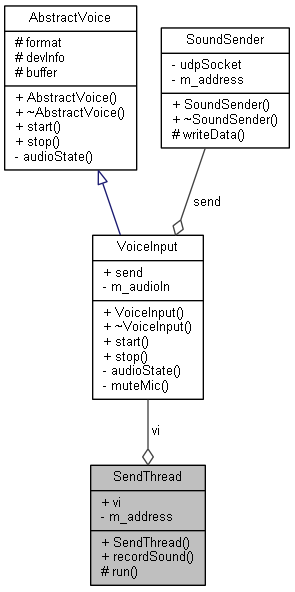 AbstractVoice
# format
# devInfo
# buffer
+ AbstractVoice()
+ ~AbstractVoice()
+ start()
+ stop()
- audioState()
SoundSender
- udpSocket
- m_address
+ SoundSender()
+ ~SoundSender()
# writeData()
send
VoiceInput
+ send
- m_audioIn
+ VoiceInput()
+ ~VoiceInput()
+ start()
+ stop()
- audioState()
- muteMic()
vi
SendThread
+ vi
- m_address
+ SendThread()
+ recordSound()
# run()